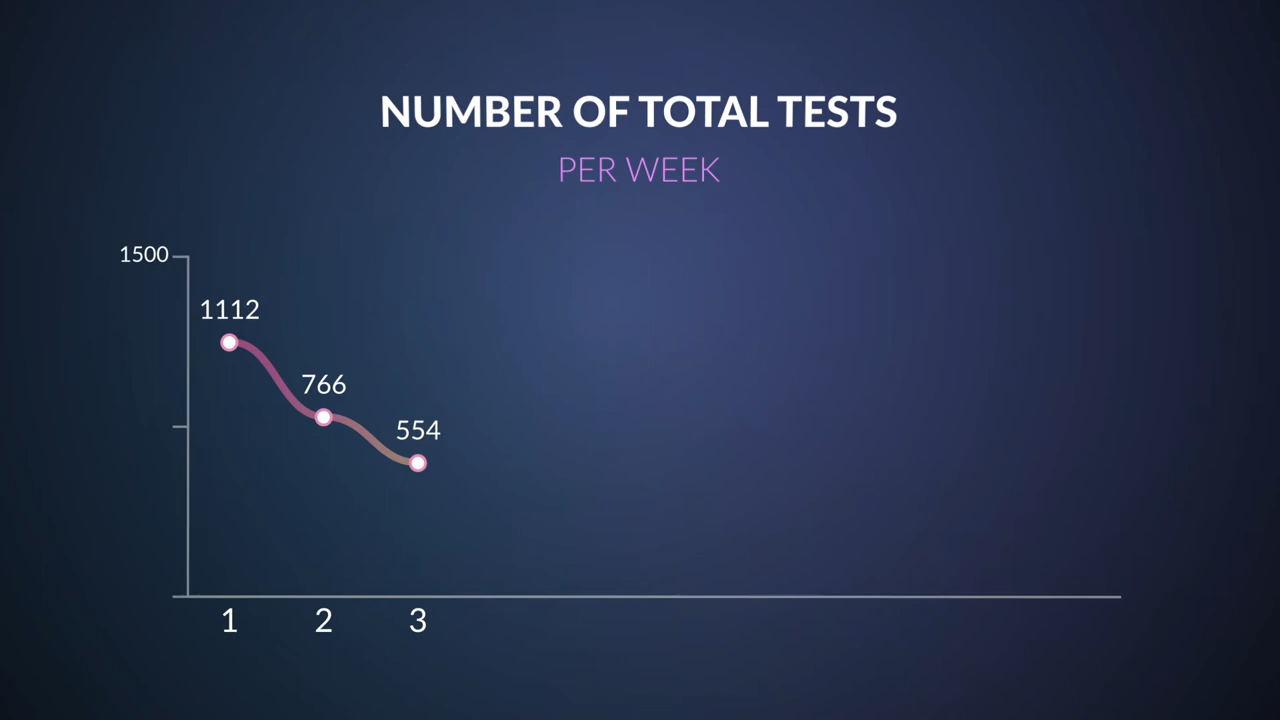 NUMBER OF TOTAL TESTS
PER WEEK
1500
1112
766
554
1 2 3